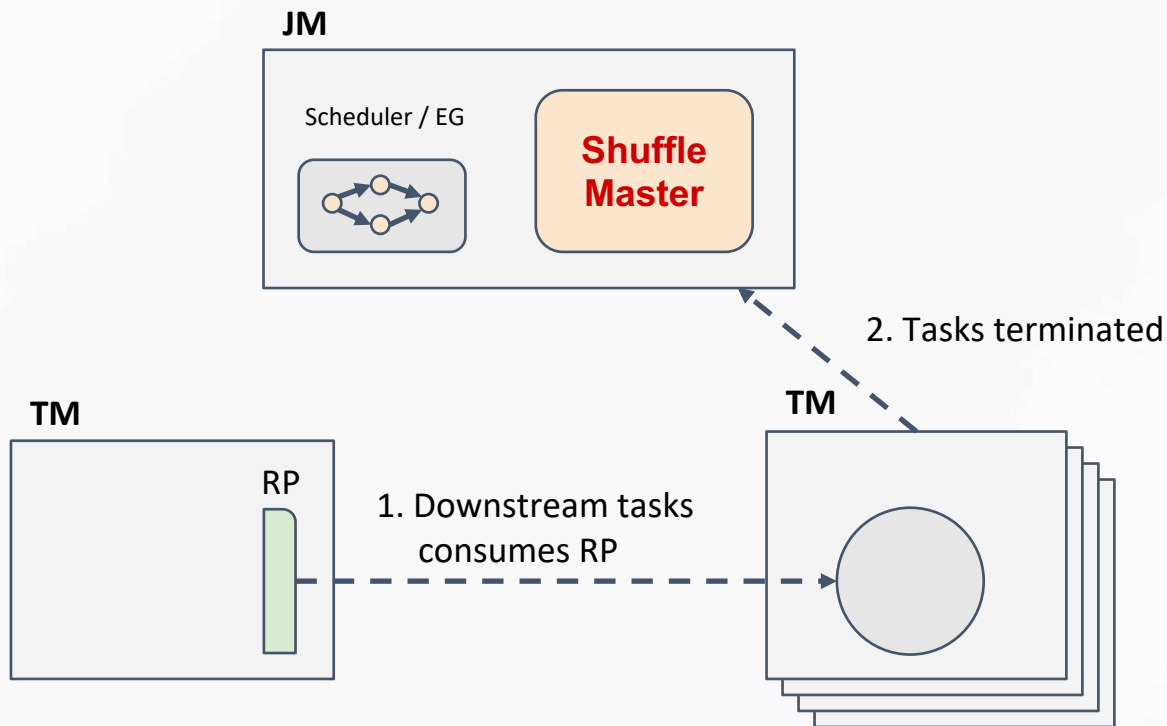 JM
Scheduler / EG
Shuffle
Master
2. Tasks terminated
TM
TM
RP
1. Downstream tasks
consumes RP